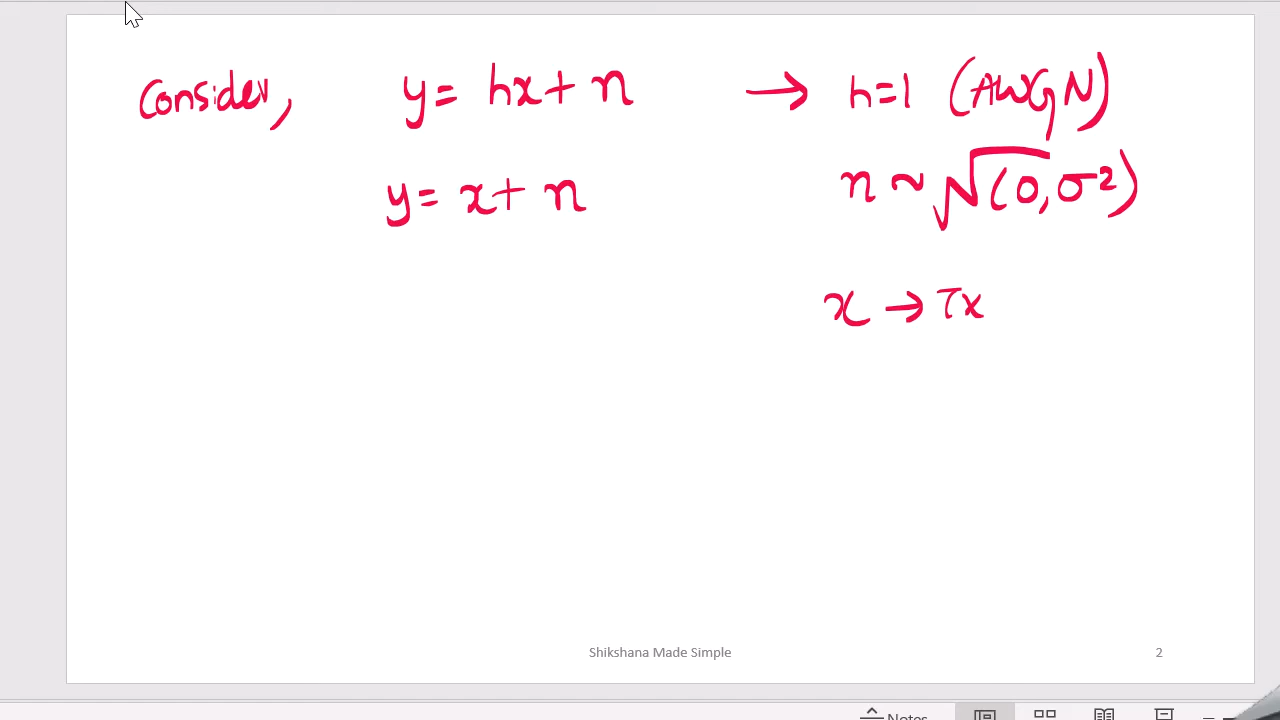 Consider, y = hx + n → h=1 (AWGN)
y = x + n n ~ N(0, σ2)
x → Tx
Shikshana Made Simple 2
Notes